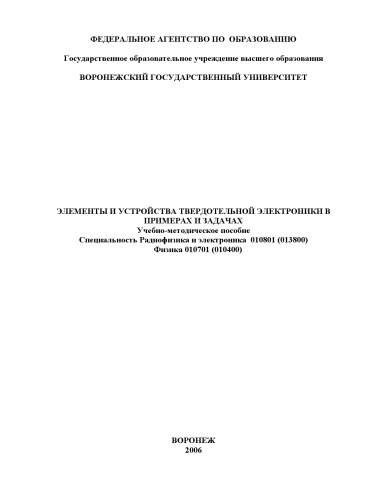 ФЕДЕРАЛЬНОЕ АГЕНТСТВО ПО ОБРАЗОВАНИЮ
Государственное образовательное учреждение высшего образования
ВОРОНЕЖСКИЙ ГОСУДАРСТВЕННЫЙ УНИВЕРСИТЕТ
ЭЛЕМЕНТЫ И УСТРОЙСТВА ТВЕРДОТЕЛЬНОЙ ЭЛЕКТРОНИКИ В
ПРИМЕРАХ И ЗАДАЧАХ
Учебно-методическое пособие
Специальность Радиофизика и электроника 010801 (013800)
Физика 010701 (010400)
ВОРОНЕЖ
2006